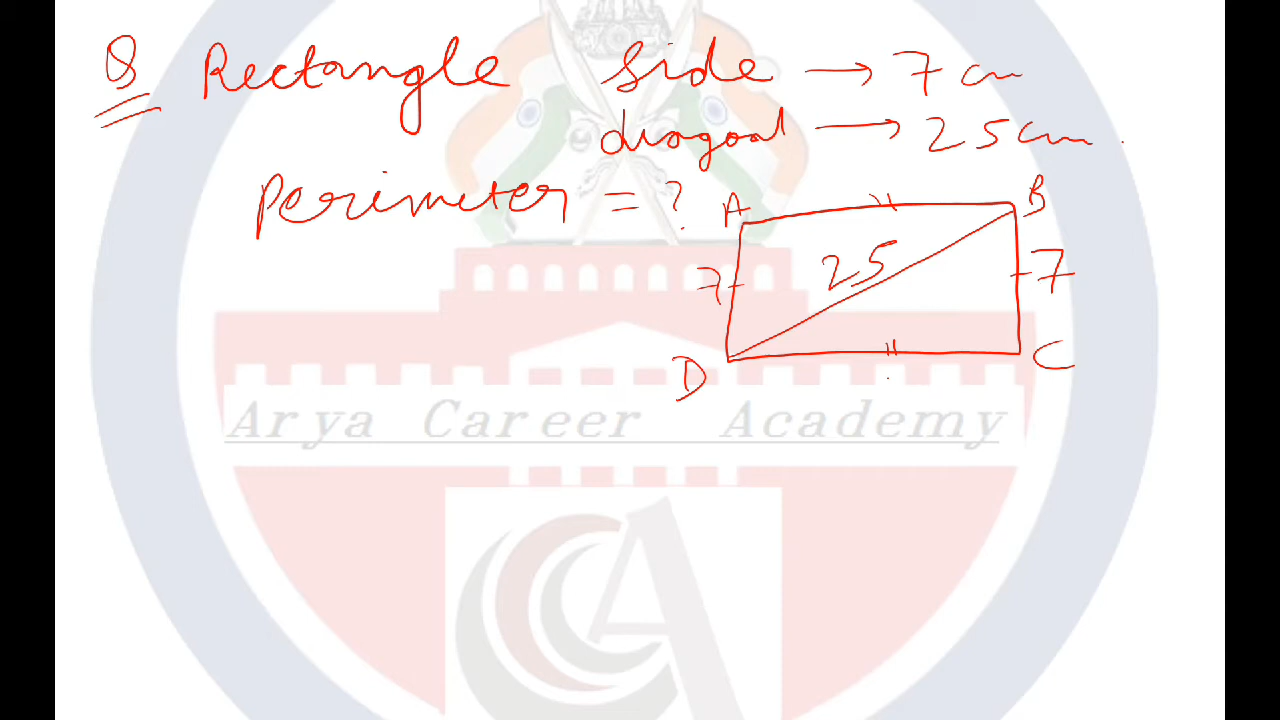 Q Rectangle side → 7 cm
diagonal → 25 cm.
Perimeter = ?
A B
25
7 7
D C
Arya Career Academy